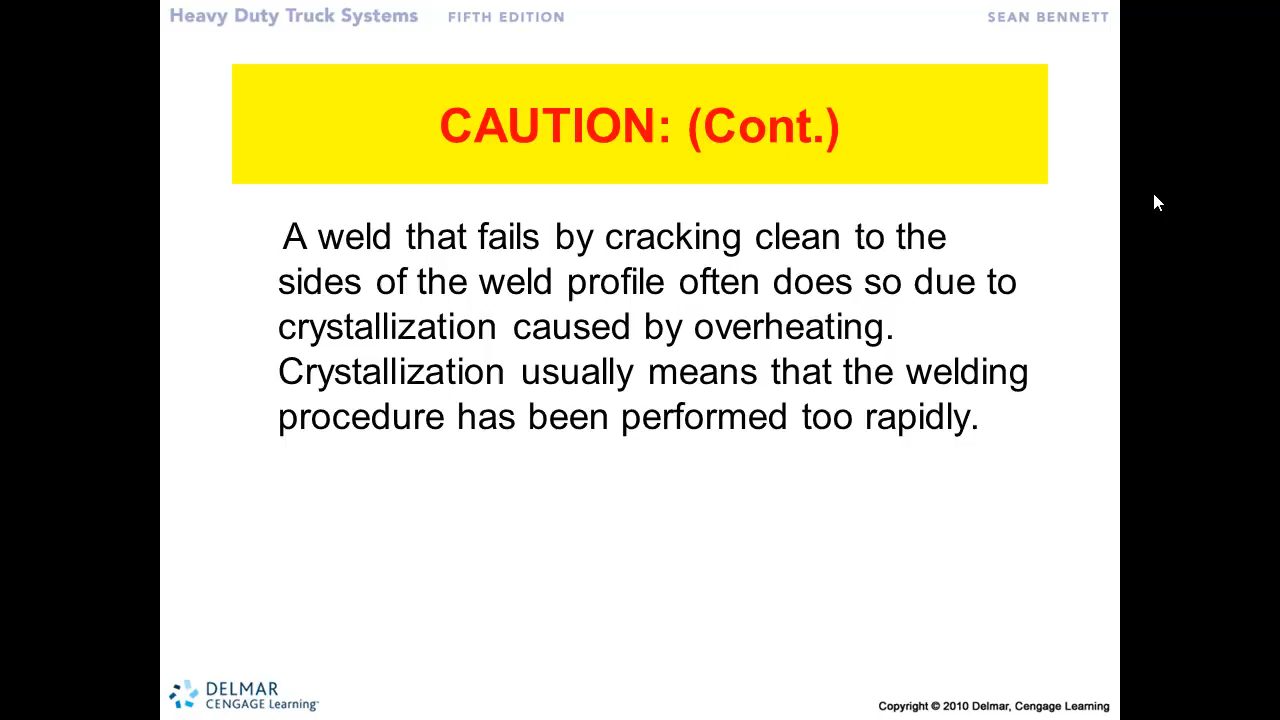 Heavy Duty Truck Systems FIFTH EDITION SEAN BENNETT
CAUTION: (Cont.)
A weld that fails by cracking clean to the
sides of the weld profile often does so due to
crystallization caused by overheating.
Crystallization usually means that the welding
procedure has been performed too rapidly.
DELMAR
CENGAGE Learning™
Copyright © 2010 Delmar, Cengage Learning